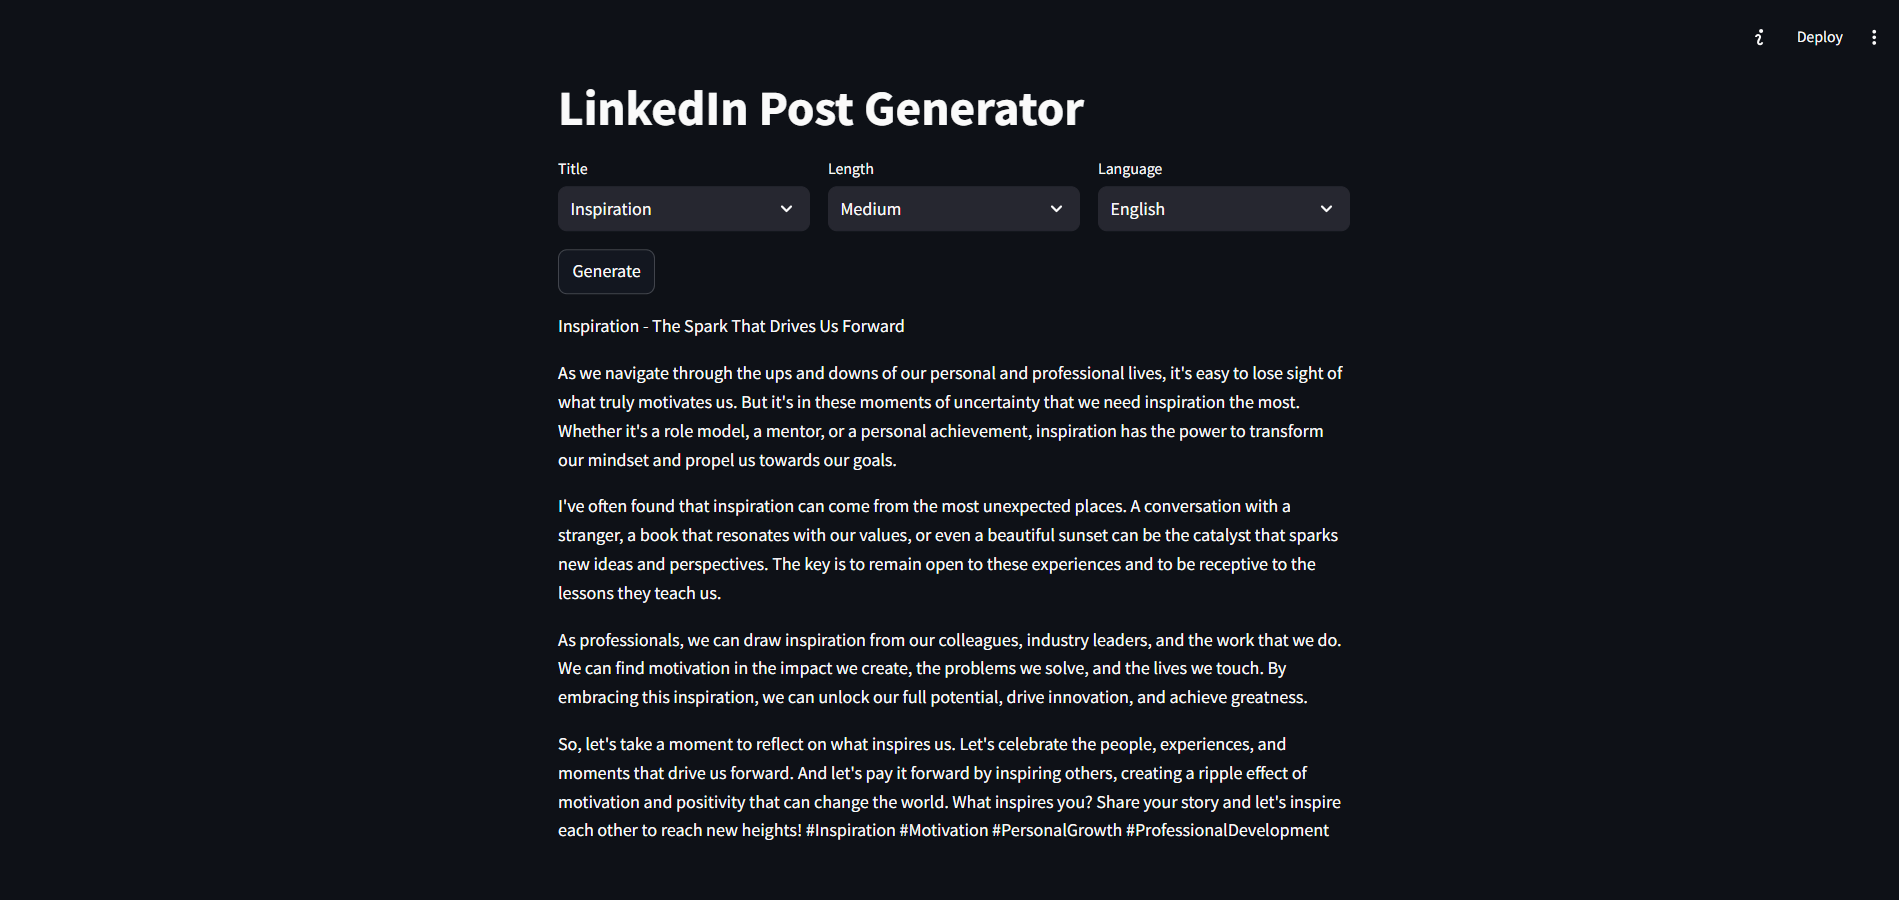 Deploy
LinkedIn Post Generator
Title
Length
Language
Inspiration
Medium
English
Generate
Inspiration - The Spark That Drives Us Forward
As we navigate through the ups and downs of our personal and professional lives, it's easy to lose sight of
what truly motivates us. But it's in these moments of uncertainty that we need inspiration the most.
Whether it's a role model, a mentor, or a personal achievement, inspiration has the power to transform
our mindset and propel us towards our goals.
I've often found that inspiration can come from the most unexpected places. A conversation with a
stranger, a book that resonates with our values, or even a beautiful sunset can be the catalyst that sparks
new ideas and perspectives. The key is to remain open to these experiences and to be receptive to the
lessons they teach us.
As professionals, we can draw inspiration from our colleagues, industry leaders, and the work that we do.
We can find motivation in the impact we create, the problems we solve, and the lives we touch. By
embracing this inspiration, we can unlock our full potential, drive innovation, and achieve greatness.
So, let's take a moment to reflect on what inspires us. Let's celebrate the people, experiences, and
moments that drive us forward. And let's pay it forward by inspiring others, creating a ripple effect of
motivation and positivity that can change the world. What inspires you? Share your story and let's inspire
each other to reach new heights! #Inspiration #Motivation #PersonalGrowth #ProfessionalDevelopment